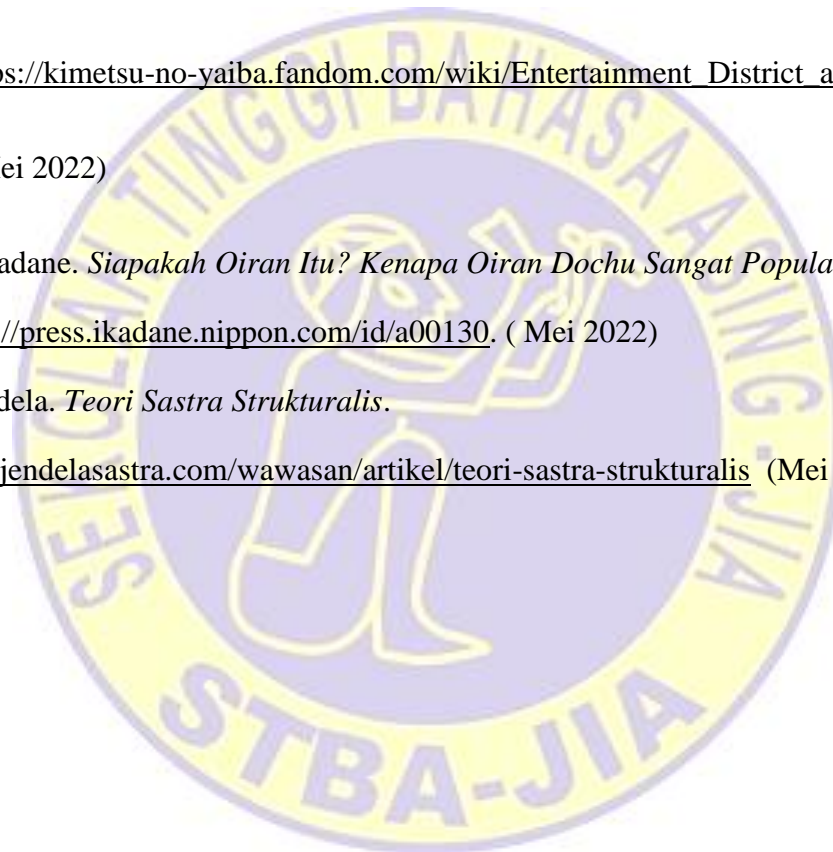 ps://kimetsu-no-yaiba.fandom.com/wiki/Entertainment_District_a
ei 2022)
adane. Siapakah Oiran Itu? Kenapa Oiran Dochu Sangat Popula
://press.ikadane.nippon.com/id/a00130. ( Mei 2022)
dela. Teori Sastra Strukturalis.
jendelasastra.com/wawasan/artikel/teori-sastra-strukturalis (Mei
SEKOLAH TINGGI BAHASA ASING - JIA
STBA-JIA